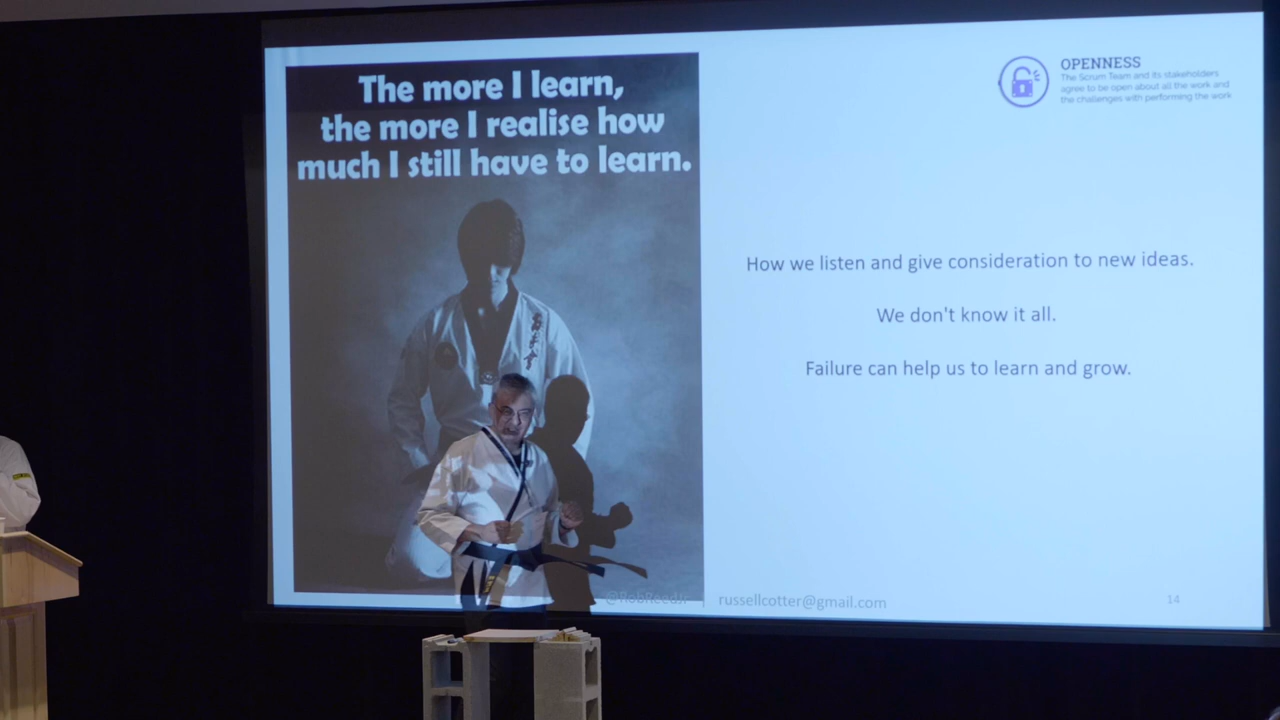 The more I learn,
the more I realise how
much I still have to learn.
OPENNESS
The Scrum Team and its stakeholders
agree to be open about all the work and
the challenges with performing the work
How we listen and give consideration to new ideas.
We don't know it all.
Failure can help us to learn and grow.
russellcotter@gmail.com
14